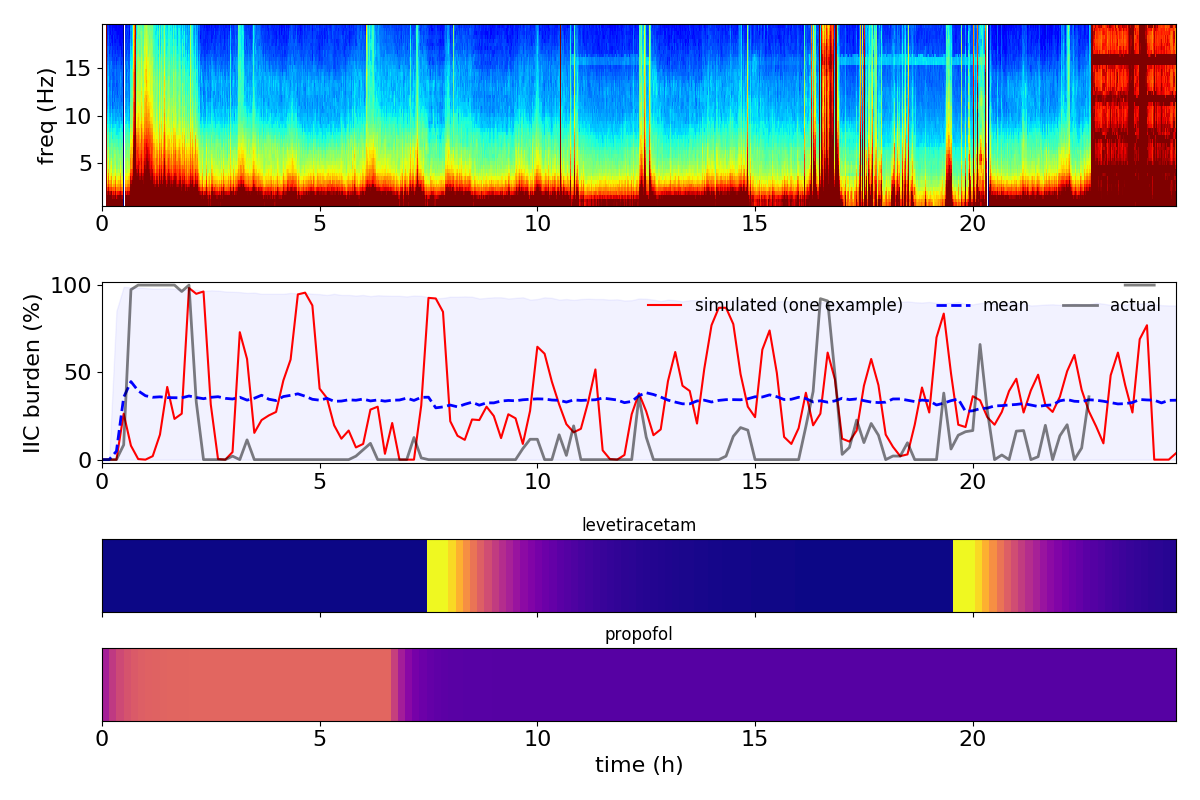 freq (Hz)
15
10
5
0 5 10 15 20
IIC burden (%)
100
50
0
simulated (one example) mean actual
0 5 10 15 20
levetiracetam
propofol
0 5 10 15 20
time (h)